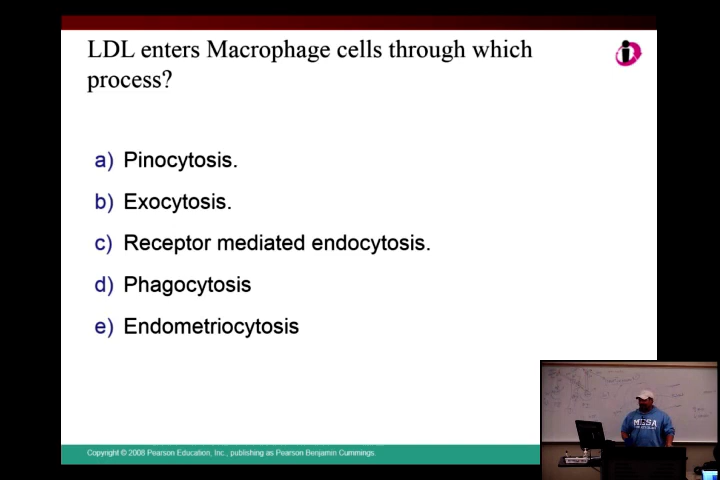 LDL enters Macrophage cells through which
process?
a) Pinocytosis.
b) Exocytosis.
c) Receptor mediated endocytosis.
d) Phagocytosis
e) Endometriocytosis
MESA
Copyright © 2008 Pearson Education, Inc., publishing as Pearson Benjamin Cummings.